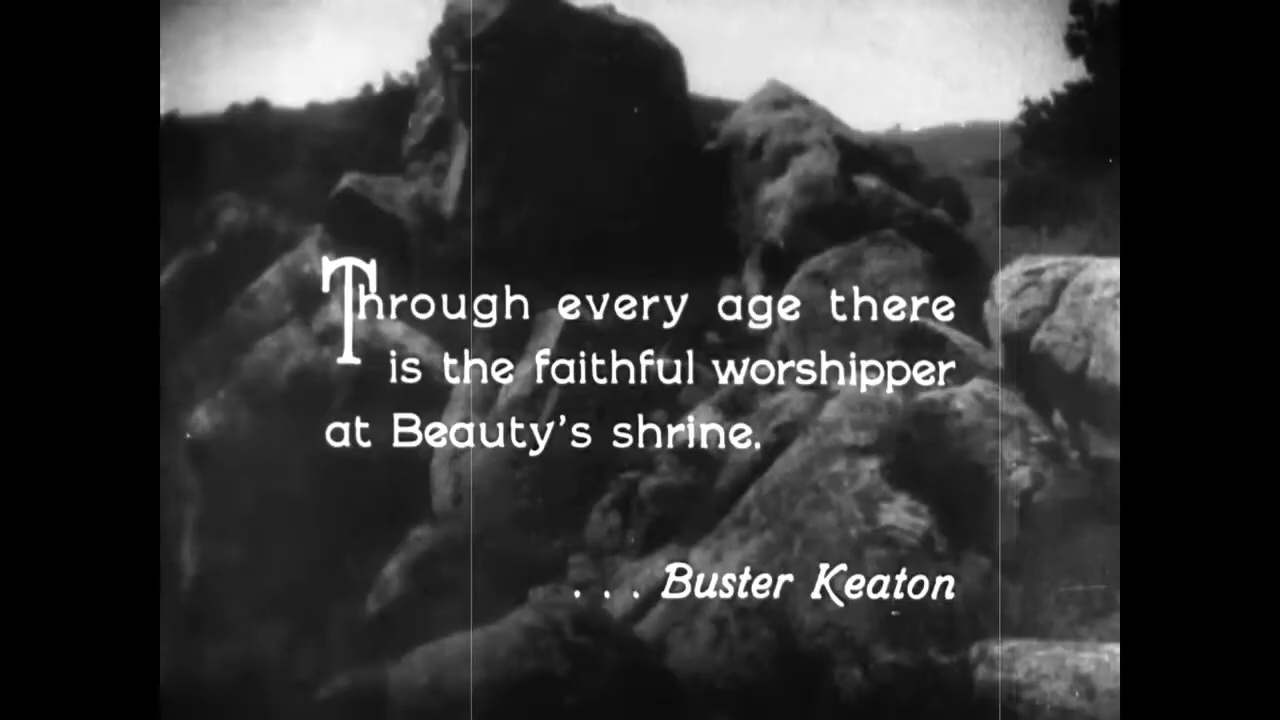 Through every age there
is the faithful worshipper
at Beauty's shrine.
. . . Buster Keaton